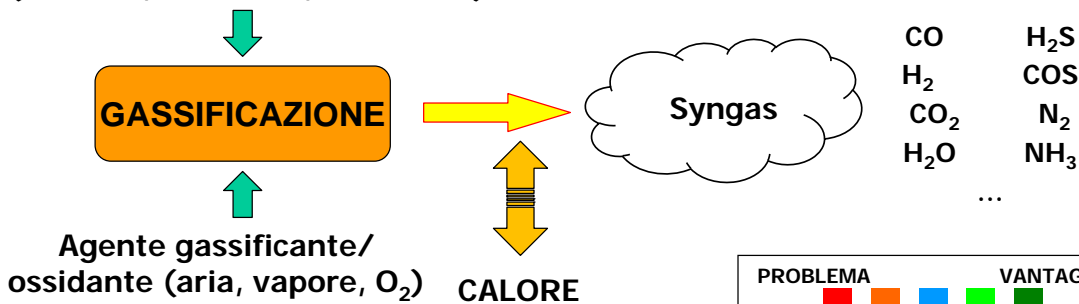 GASSIFICAZIONE
Syngas
CO H₂S
H₂ COS
CO₂ N₂
H₂O NH₃
...
Agente gassificante/
ossidante (aria, vapore, O₂)
CALORE
PROBLEMA